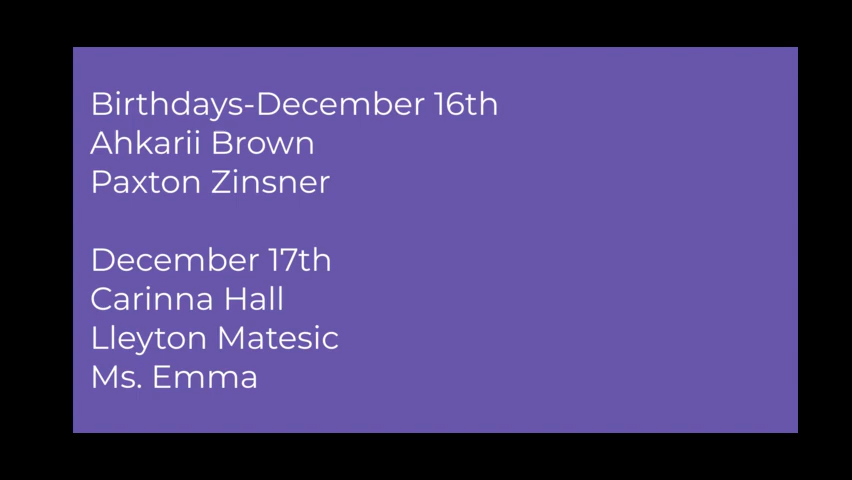 Birthdays-December 16th
Ahkarii Brown
Paxton Zinsner
December 17th
Carinna Hall
Lleyton Matesic
Ms. Emma